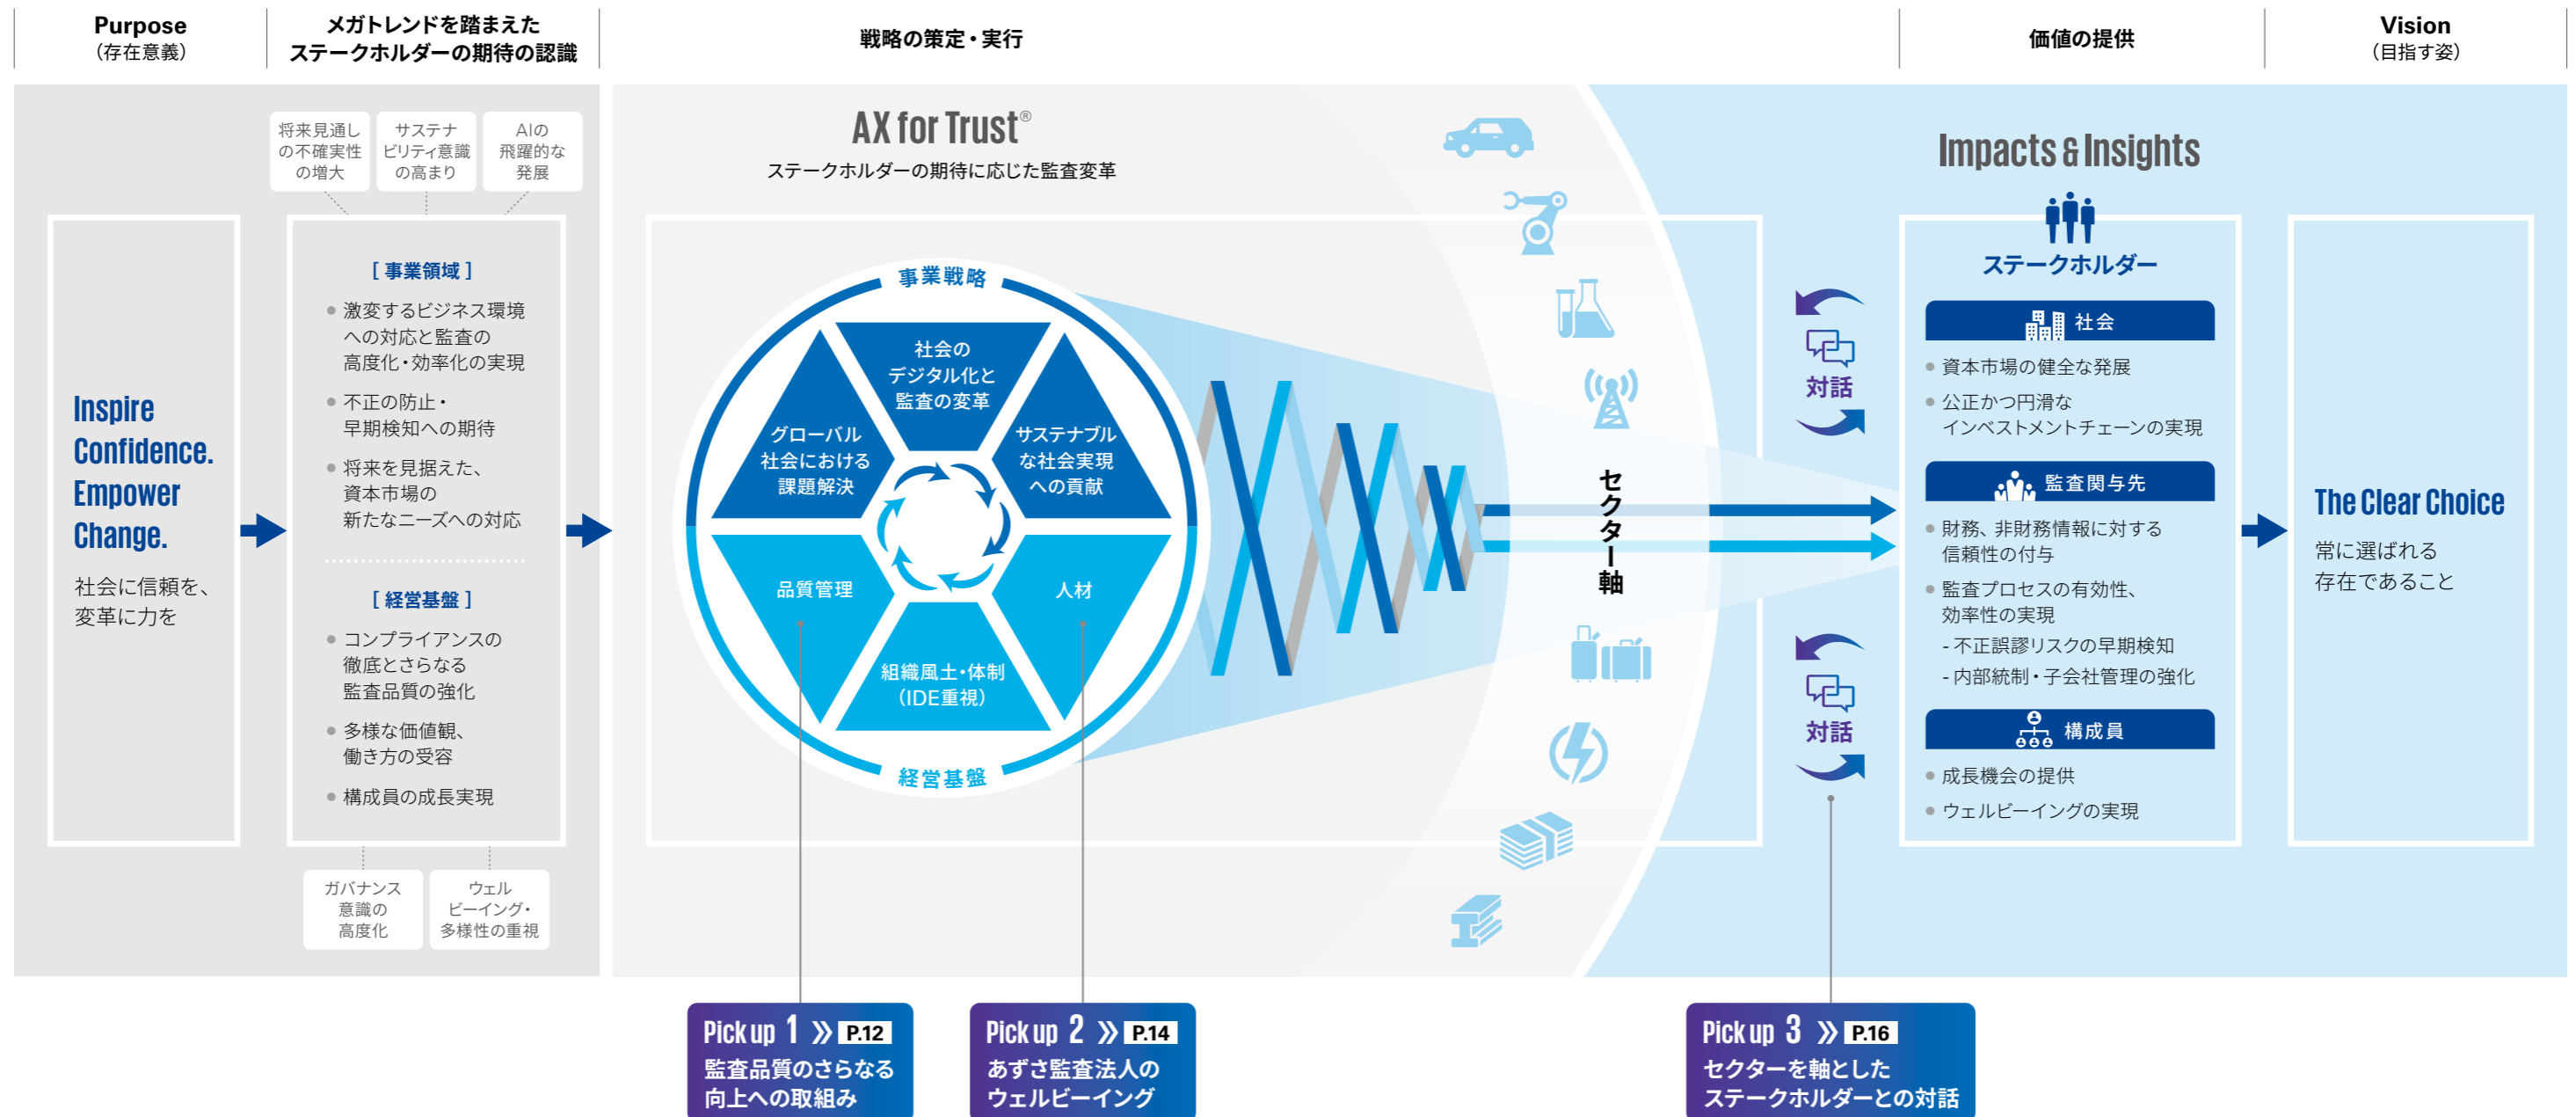 Purpose
（存在意義）
メガトレンドを踏まえた
ステークホルダーの期待の認識
戦略の策定・実行
価値の提供
Vision
（目指す姿）
Inspire
Confidence.
Empower
Change.
社会に信頼を、
変革に力を
将来見通し
の不確実性
の増大
サステナ
ビリティ意識
の高まり
AIの
飛躍的な
発展
［ 事業領域 ］
● 激変するビジネス環境
への対応と監査の
高度化・効率化の実現
● 不正の防止・
早期検知への期待
● 将来を見据えた、
資本市場の
新たなニーズへの対応
［ 経営基盤 ］
● コンプライアンスの
徹底とさらなる
監査品質の強化
● 多様な価値観、
働き方の受容
● 構成員の成長実現
ガバナンス
意識の
高度化
ウェル
ビーイング・
多様性の重視
AX for Trust®
ステークホルダーの期待に応じた監査変革
事業戦略
社会の
デジタル化と
監査の変革
グローバル
社会における
課題解決
サステナブル
な社会実現
への貢献
品質管理
人材
組織風土・体制
（IDE重視）
経営基盤
セクター軸
対話
対話
Impacts & Insights
ステークホルダー
社会
● 資本市場の健全な発展
● 公正かつ円滑な
インベストメントチェーンの実現
監査関与先
● 財務、非財務情報に対する
信頼性の付与
● 監査プロセスの有効性、
効率性の実現
- 不正誤謬リスクの早期検知
- 内部統制・子会社管理の強化
構成員
● 成長機会の提供
● ウェルビーイングの実現
The Clear Choice
常に選ばれる
存在であること
Pick up 1 》 P.12
監査品質のさらなる
向上への取組み
Pick up 2 》 P.14
あずさ監査法人の
ウェルビーイング
Pick up 3 》 P.16
セクターを軸とした
ステークホルダーとの対話